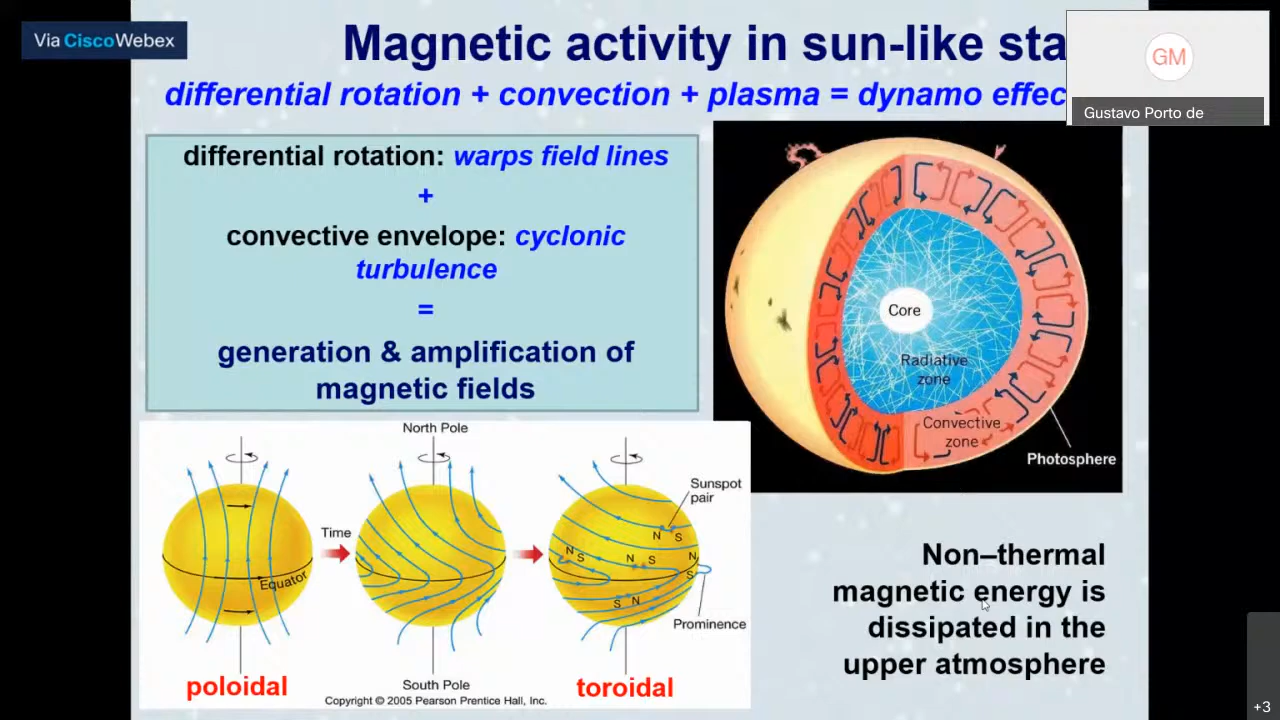 Via CiscoWebex
Magnetic activity in sun-like sta
GM
Gustavo Porto de
differential rotation + convection + plasma = dynamo effec
differential rotation: warps field lines
+
convective envelope: cyclonic
turbulence
=
generation & amplification of
magnetic fields
Core
Radiative
zone
Convective
zone
Photosphere
North Pole
Sunspot
pair
Time
Equator
N S
N S
N S
N
S
S N
Prominence
poloidal
South Pole
toroidal
Copyright © 2005 Pearson Prentice Hall, Inc.
Non–thermal
magnetic energy is
dissipated in the
upper atmosphere
+3